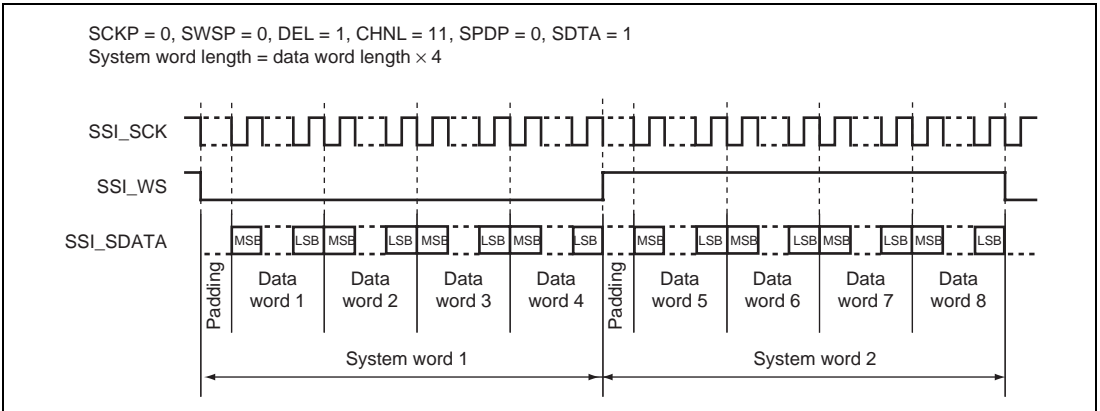 SCKP = 0, SWSP = 0, DEL = 1, CHNL = 11, SPDP = 0, SDTA = 1
System word length = data word length × 4
SSI_SCK
SSI_WS
SSI_SDATA
MSB LSB MSB LSB MSB LSB MSB LSB MSB LSB MSB LSB MSB LSB MSB LSB
Padding
Data
word 1
Data
word 2
Data
word 3
Data
word 4
Padding
Data
word 5
Data
word 6
Data
word 7
Data
word 8
System word 1
System word 2